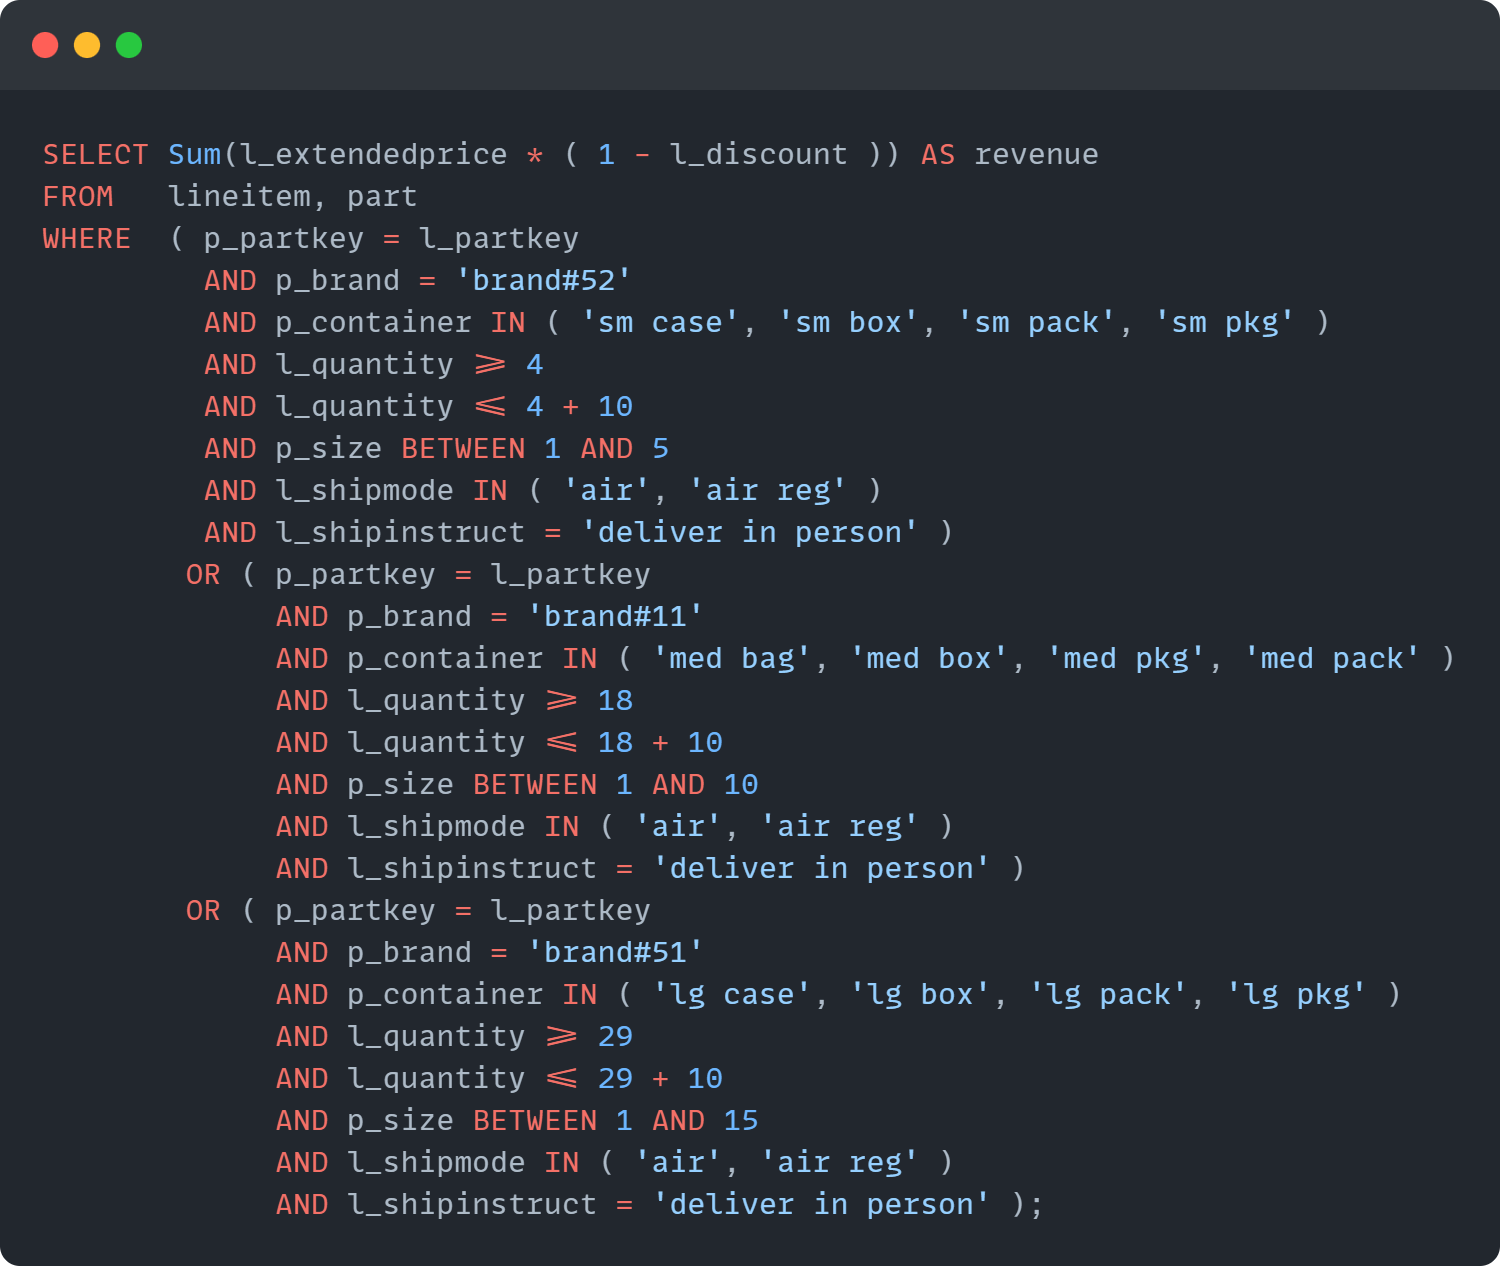 SELECT Sum(l_extendedprice * ( 1 - l_discount )) AS revenue
FROM   lineitem, part
WHERE  ( p_partkey = l_partkey
         AND p_brand = 'brand#52'
         AND p_container IN ( 'sm case', 'sm box', 'sm pack', 'sm pkg' )
         AND l_quantity >= 4
         AND l_quantity <= 4 + 10
         AND p_size BETWEEN 1 AND 5
         AND l_shipmode IN ( 'air', 'air reg' )
         AND l_shipinstruct = 'deliver in person' )
        OR ( p_partkey = l_partkey
             AND p_brand = 'brand#11'
             AND p_container IN ( 'med bag', 'med box', 'med pkg', 'med pack' )
             AND l_quantity >= 18
             AND l_quantity <= 18 + 10
             AND p_size BETWEEN 1 AND 10
             AND l_shipmode IN ( 'air', 'air reg' )
             AND l_shipinstruct = 'deliver in person' )
        OR ( p_partkey = l_partkey
             AND p_brand = 'brand#51'
             AND p_container IN ( 'lg case', 'lg box', 'lg pack', 'lg pkg' )
             AND l_quantity >= 29
             AND l_quantity <= 29 + 10
             AND p_size BETWEEN 1 AND 15
             AND l_shipmode IN ( 'air', 'air reg' )
             AND l_shipinstruct = 'deliver in person' );